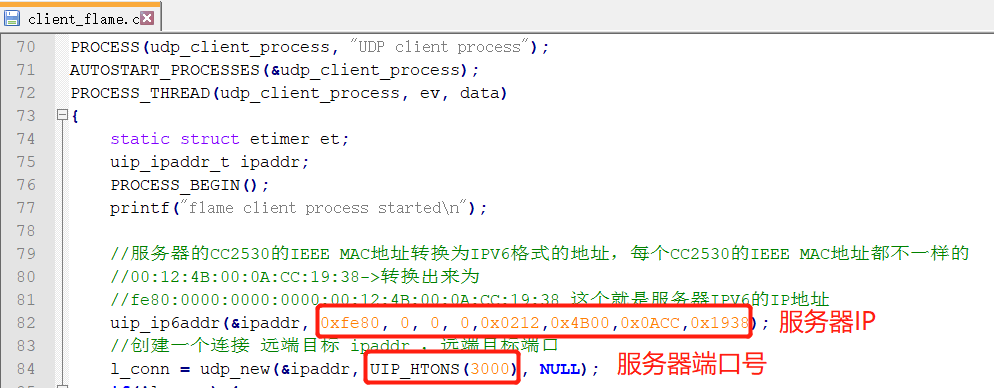 client_flame.c
70 PROCESS(udp_client_process, "UDP client process");
71 AUTOSTART_PROCESSES(&udp_client_process);
72 PROCESS_THREAD(udp_client_process, ev, data)
73 {
74 static struct etimer et;
75 uip_ipaddr_t ipaddr;
76 PROCESS_BEGIN();
77 printf("flame client process started\n");
78
79 //服务器的CC2530的IEEE MAC地址转换为IPV6格式的地址，每个CC2530的IEEE MAC地址都不一样的
80 //00:12:4B:00:0A:CC:19:38->转换出来为
81 //fe80:0000:0000:0000:00:12:4B:00:0A:CC:19:38 这个就是服务器IPV6的IP地址
82 uip_ip6addr(&ipaddr, 0xfe80, 0, 0, 0,0x0212,0x4B00,0x0ACC,0x1938); 服务器IP
83 //创建一个连接 远端目标 ipaddr ，远端目标端口
84 l_conn = udp_new(&ipaddr, UIP_HTONS(3000), NULL); 服务器端口号